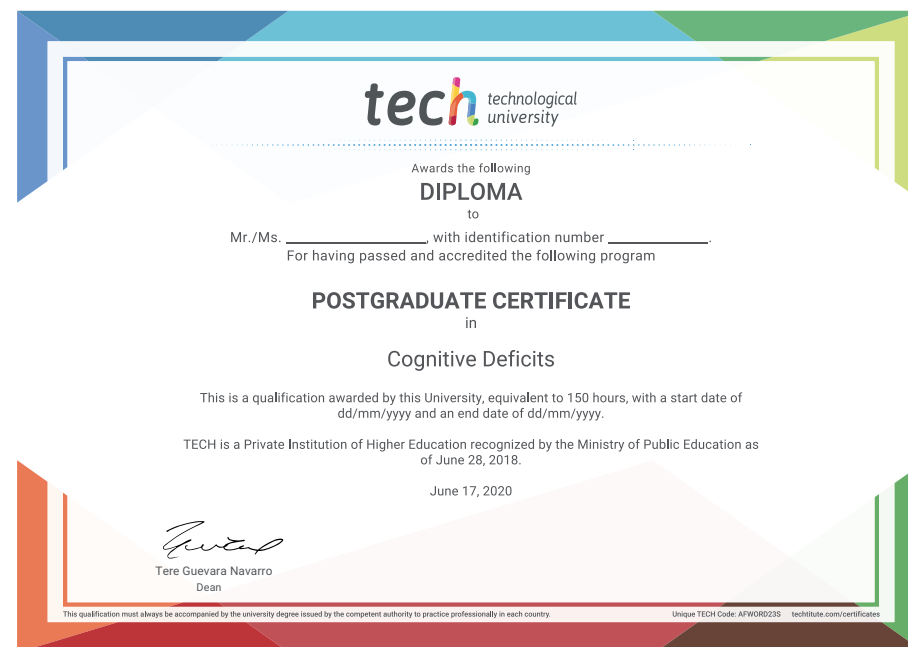 tech technological
university
Awards the following
DIPLOMA
to
Mr./Ms. ____________________, with identification number ______________.
For having passed and accredited the following program
POSTGRADUATE CERTIFICATE
in
Cognitive Deficits
This is a qualification awarded by this University, equivalent to 150 hours, with a start date of
dd/mm/yyyy and an end date of dd/mm/yyyy.
TECH is a Private Institution of Higher Education recognized by the Ministry of Public Education as
of June 28, 2018.
June 17, 2020
Tere Guevara Navarro
Dean
This qualification must always be accompanied by the university degree issued by the competent authority to practice professionally in each country. Unique TECH Code: AFWORD23S techtitute.com/certificates